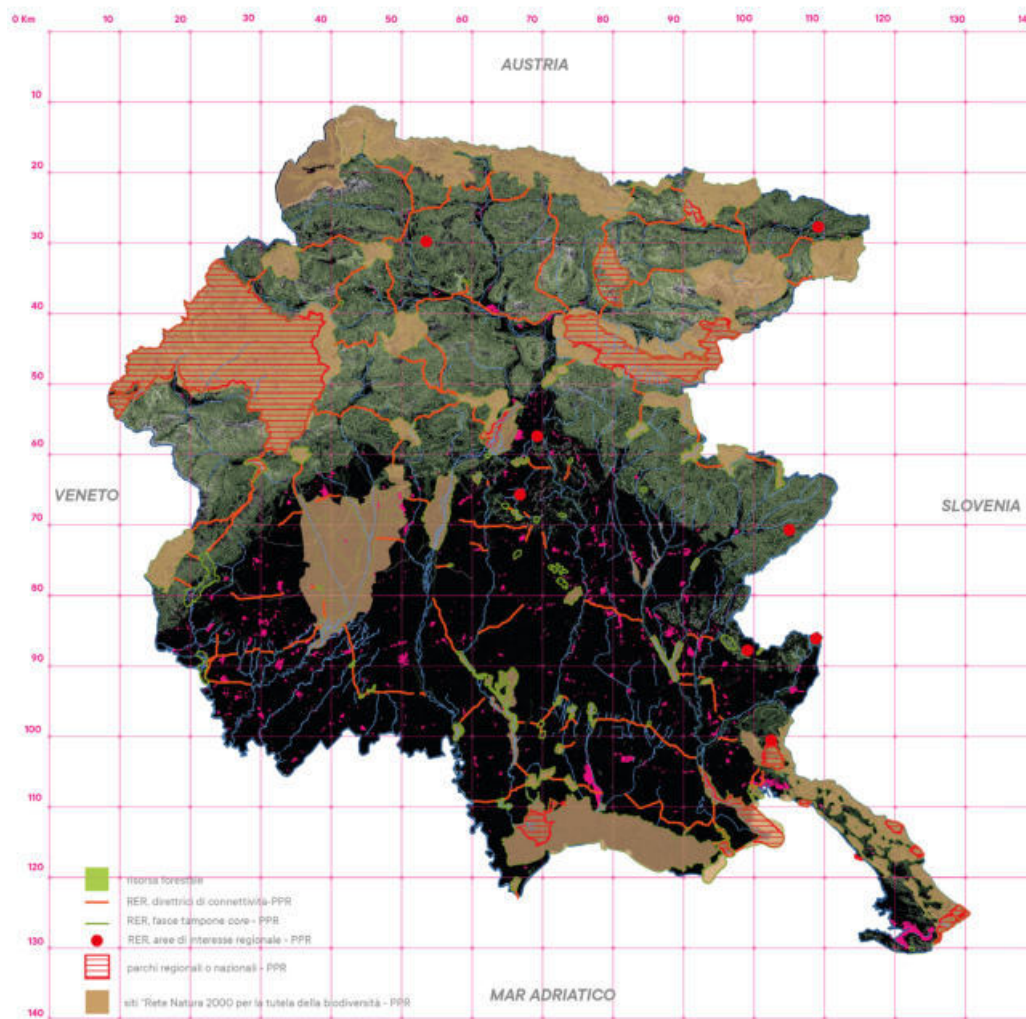 0 Km 10 20 30 40 50 60 70 80 90 100 110 120 130 14
AUSTRIA
10
20
30
40
50
60
VENETO
SLOVENIA
70
80
90
100
110
120
130
140
risorsa forestale
RER, direttrici di connettività-PPR
RER, fasce tampone core - PPR
RER, aree di interesse regionale - PPR
parchi regionali o nazionali - PPR
siti "Rete Natura 2000 per la tutela della biodiversità - PPR
MAR ADRIATICO